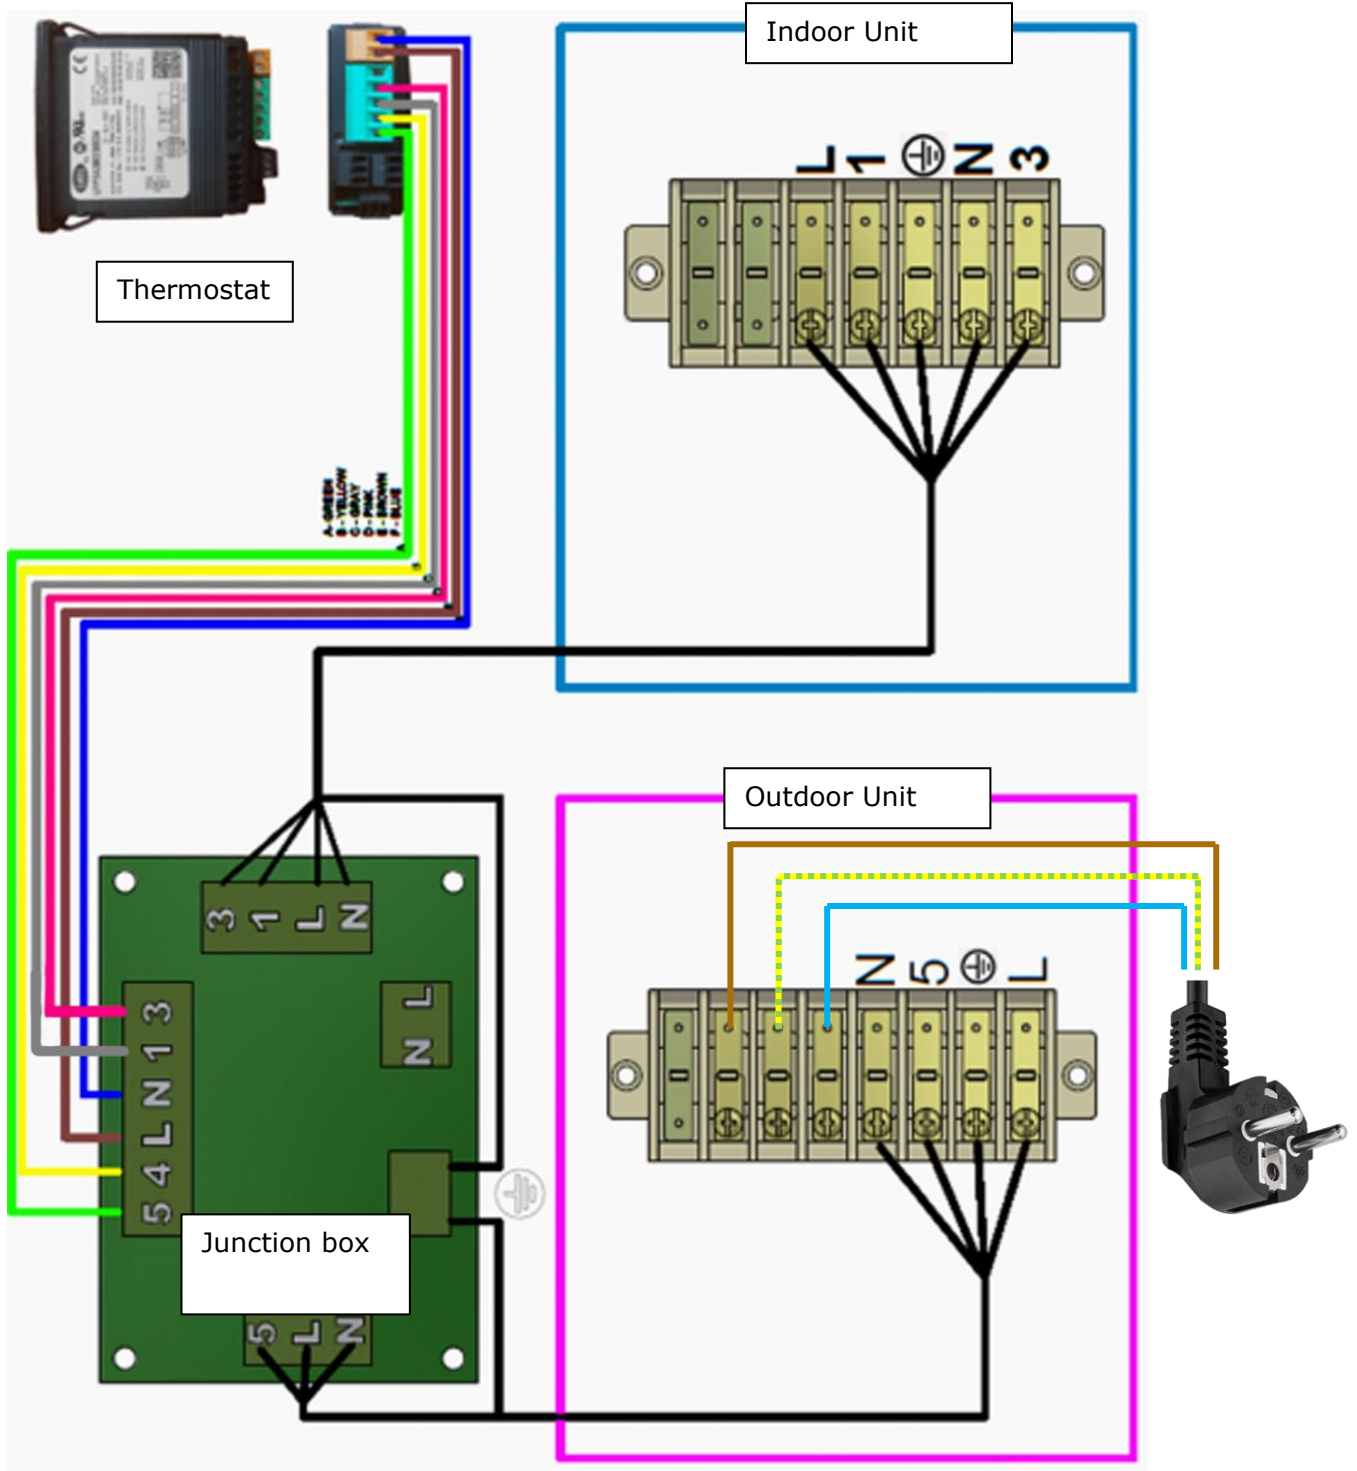 Indoor Unit
L 1 N 3
Thermostat
A - GREEN
B - YELLOW
C - GRAY
D - PINK
E - BROWN
F - BLUE
A
Outdoor Unit
3 1 L N
N 5 L
3
1
N
L
4
5
L
N
Junction box
5 L N